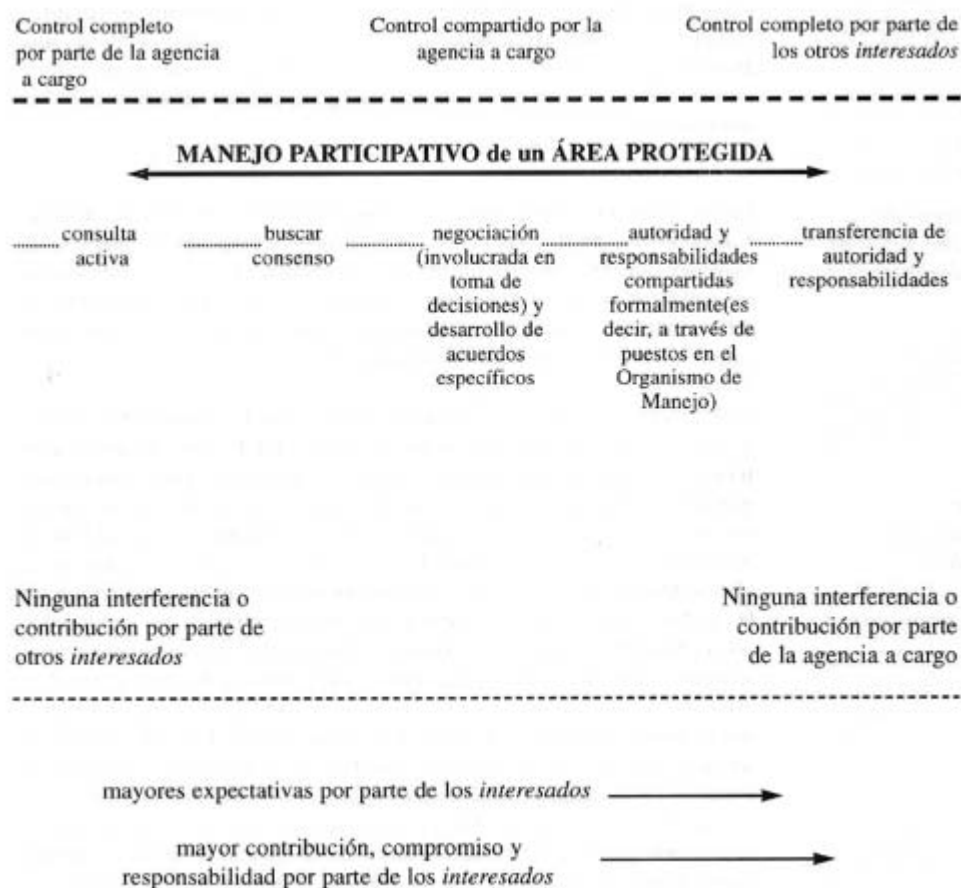 Control completo
por parte de la agencia
a cargo
Control compartido por la
agencia a cargo
Control completo por parte de
los otros interesados
MANEJO PARTICIPATIVO de un ÁREA PROTEGIDA
consulta
activa
buscar
consenso
negociación
(involucrada en
toma de
decisiones) y
desarrollo de
acuerdos
específicos
autoridad y
responsabilidades
compartidas
formalmente(es
decir, a través de
puestos en el
Organismo de
Manejo)
transferencia de
autoridad y
responsabilidades
Ninguna interferencia o
contribución por parte de
otros interesados
Ninguna interferencia o
contribución por parte
de la agencia a cargo
mayores expectativas por parte de los interesados
mayor contribución, compromiso y
responsabilidad por parte de los interesados